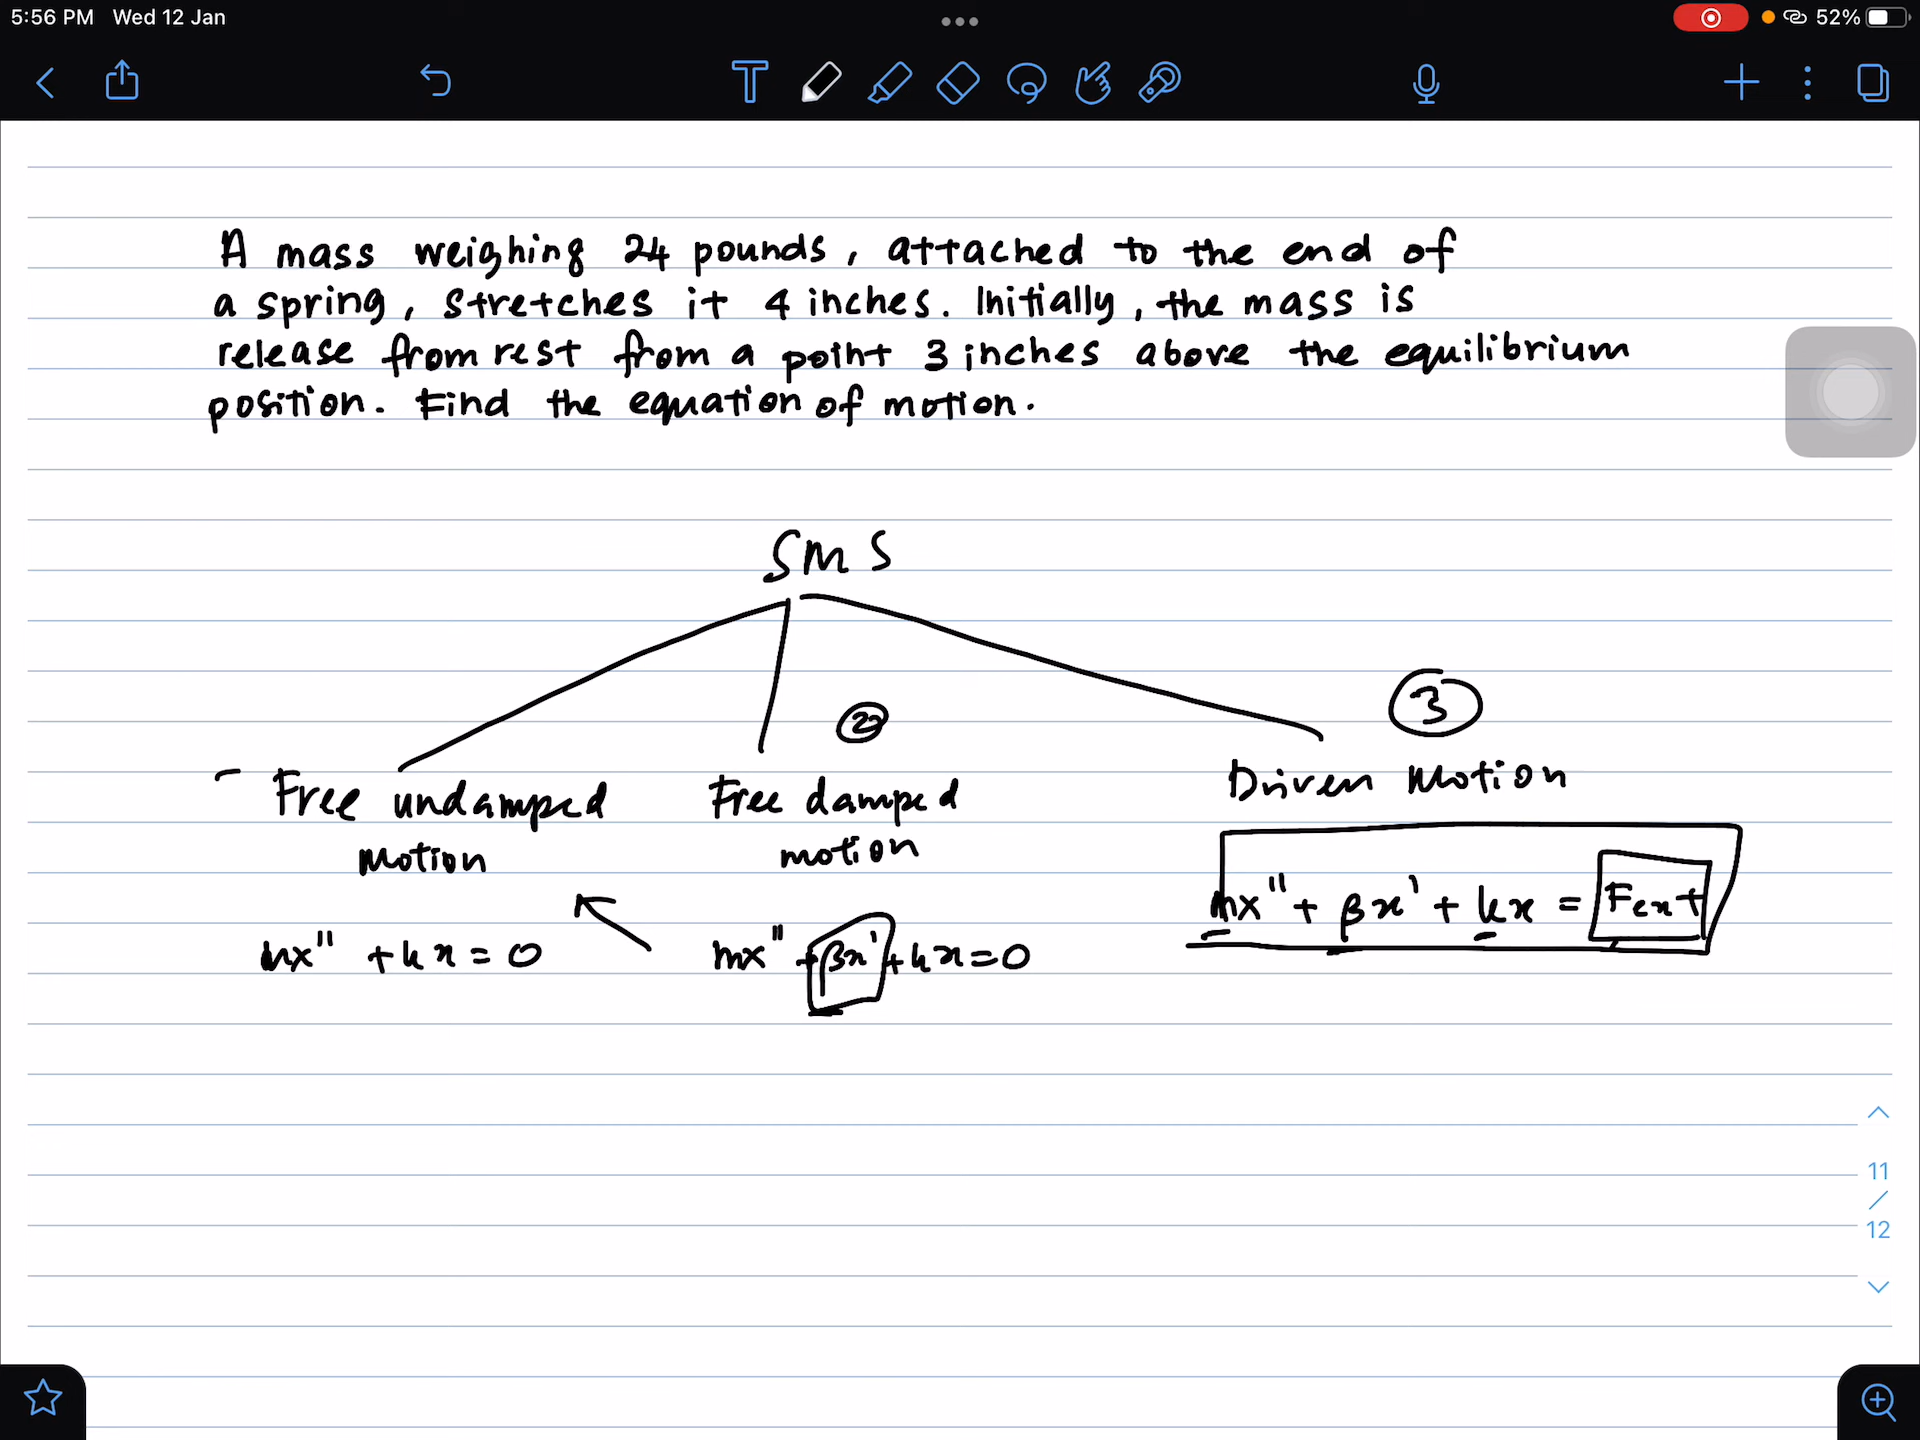 5:56 PM Wed 12 Jan
52%
A mass weighing 24 pounds, attached to the end of
a spring, stretches it 4 inches. Initially, the mass is
release from rest from a point 3 inches above the equilibrium
position. Find the equation of motion.
SMS
② ③
Free undamped Free damped Driven Motion
Motion motion
mx" + kx = 0 mx" + βx' + kx = 0 mx" + βx' + kx = Fext
11
/
12